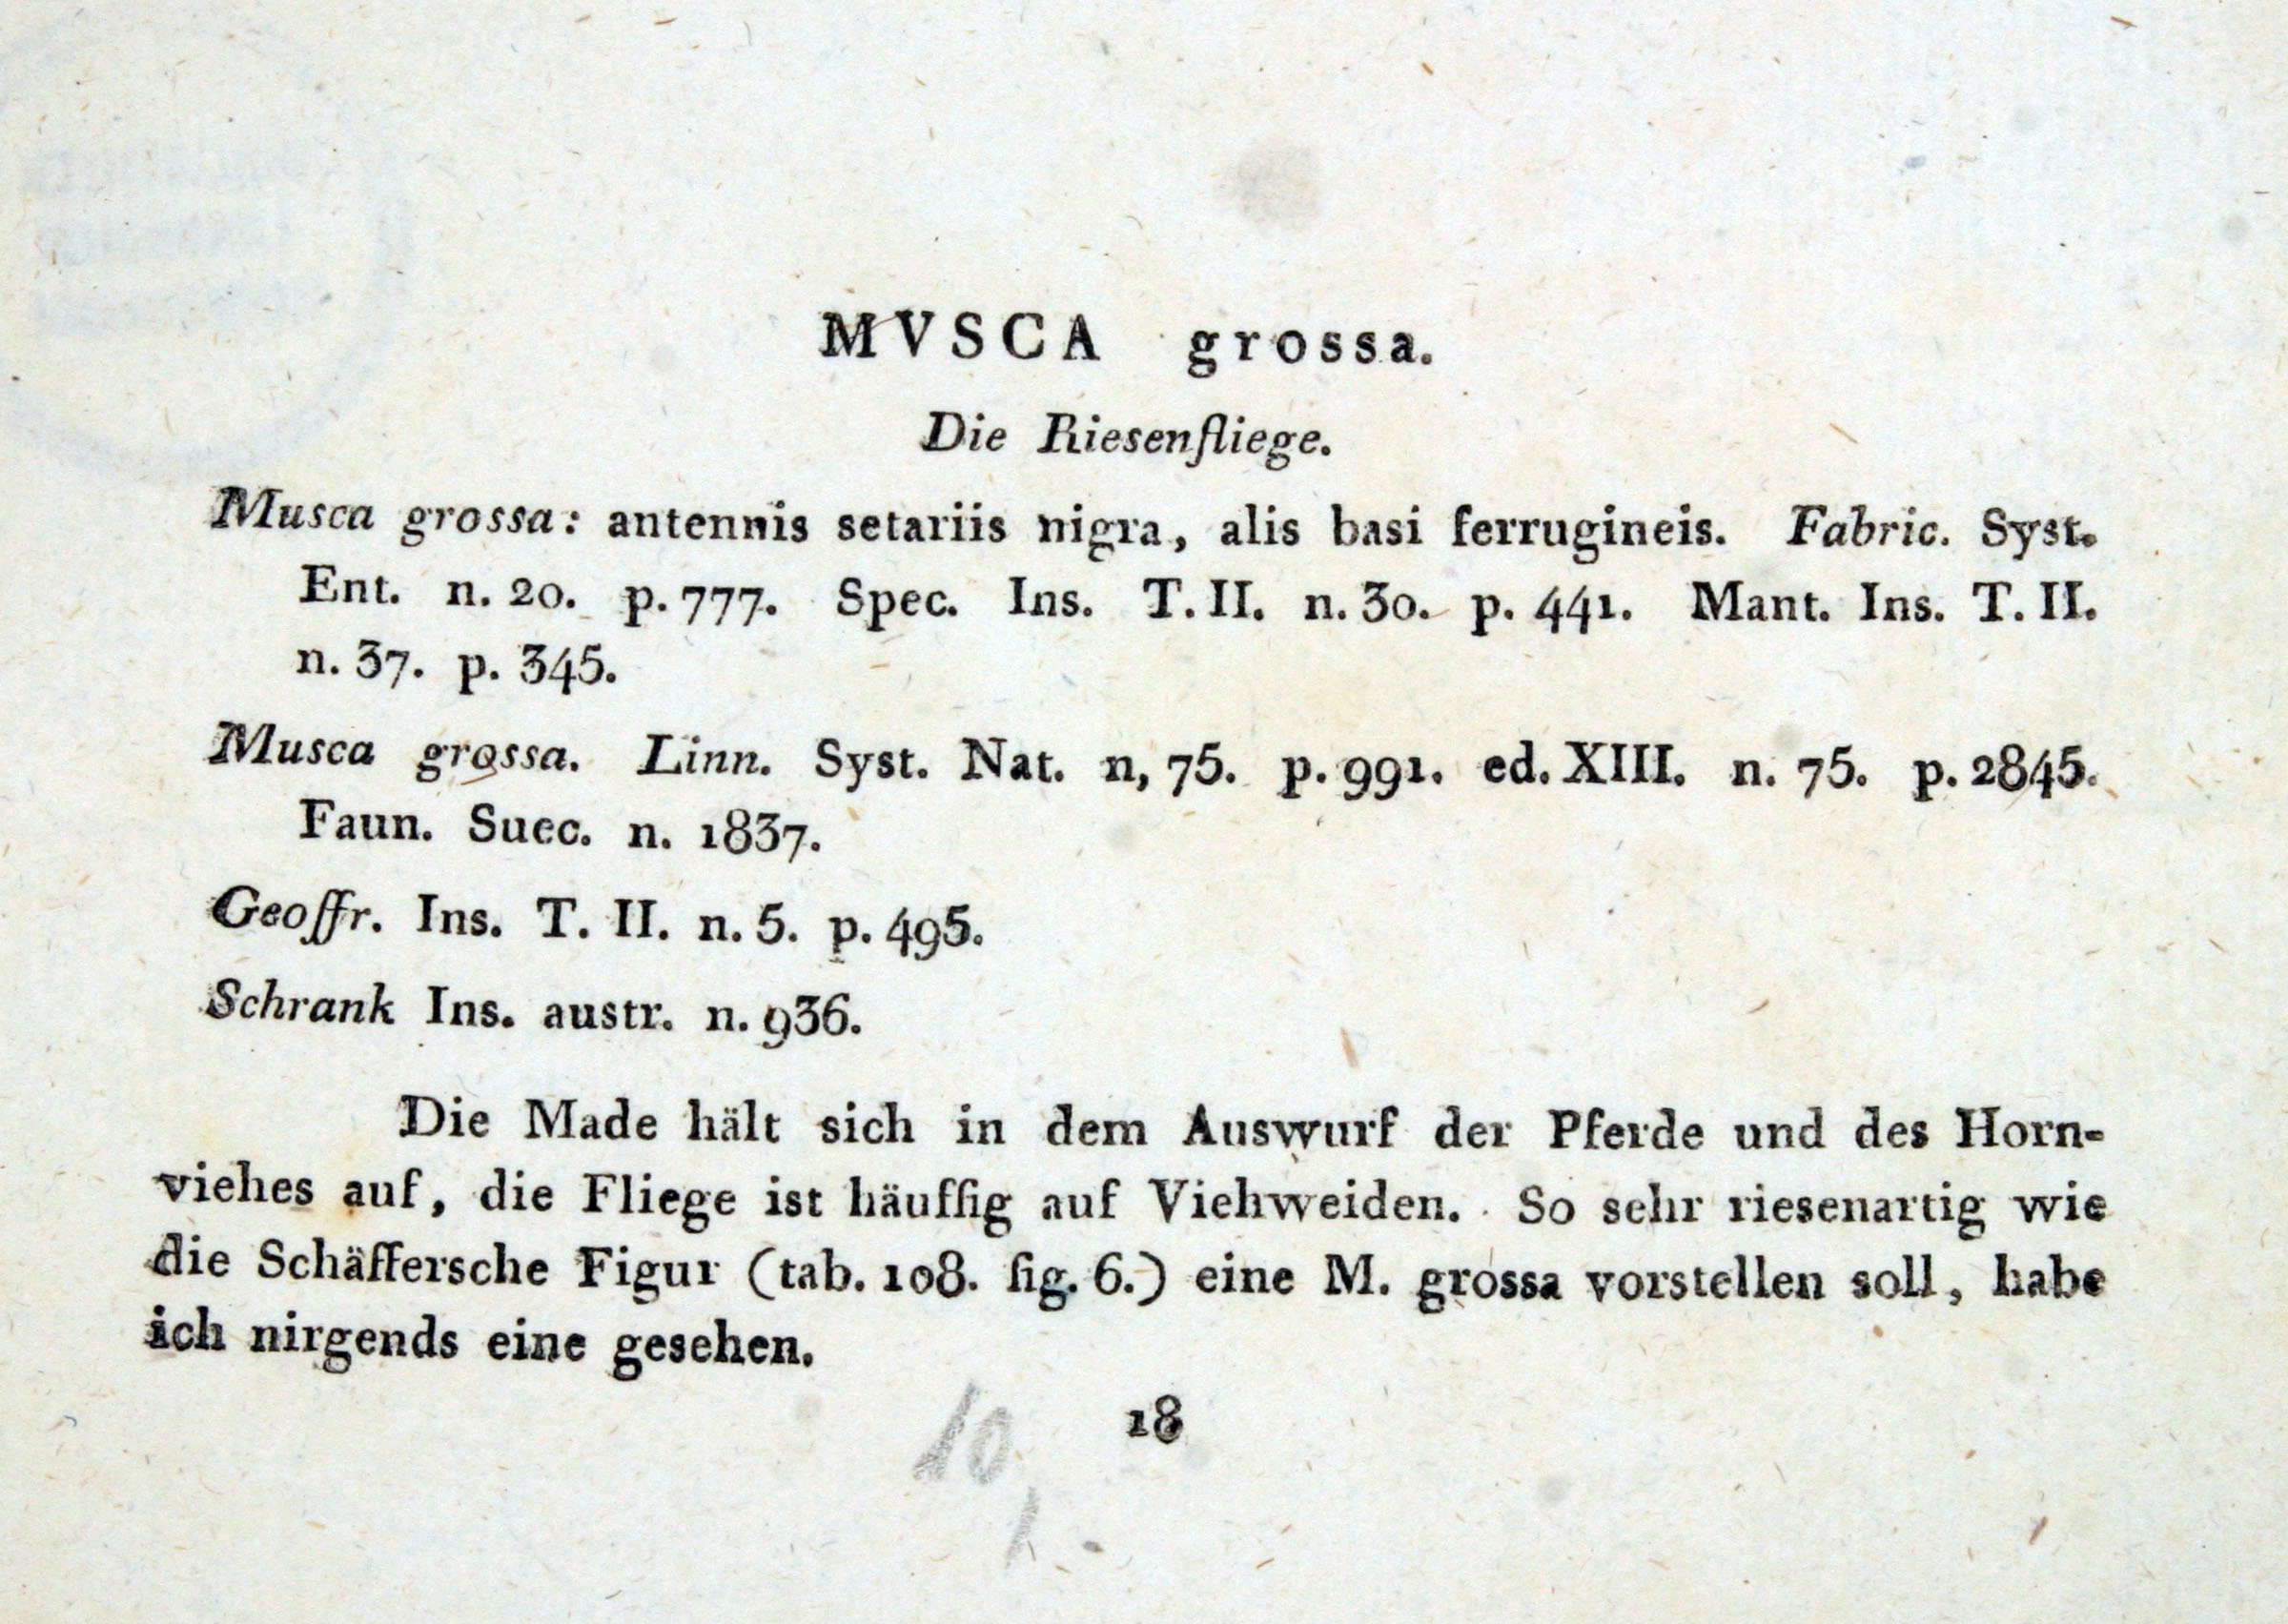 MVSCA grossa.
Die Riesenfliege.
Musca grossa: antennis setariis nigra, alis basi ferrugineis. Fabric. Syst.
Ent. n. 20. p. 777. Spec. Ins. T. II. n. 30. p. 441. Mant. Ins. T. II.
n. 37. p. 345.
Musca grossa. Linn. Syst. Nat. n, 75. p. 991. ed. XIII. n. 75. p. 2845.
Faun. Suec. n. 1837.
Geoffr. Ins. T. II. n. 5. p. 495.
Schrank Ins. austr. n. 936.
Die Made hält sich in dem Auswurf der Pferde und des Horn-
viehes auf, die Fliege ist häuffig auf Viehweiden. So sehr riesenartig wie
die Schäffersche Figur (tab. 108. fig. 6.) eine M. grossa vorstellen soll, habe
ich nirgends eine gesehen.
18
10